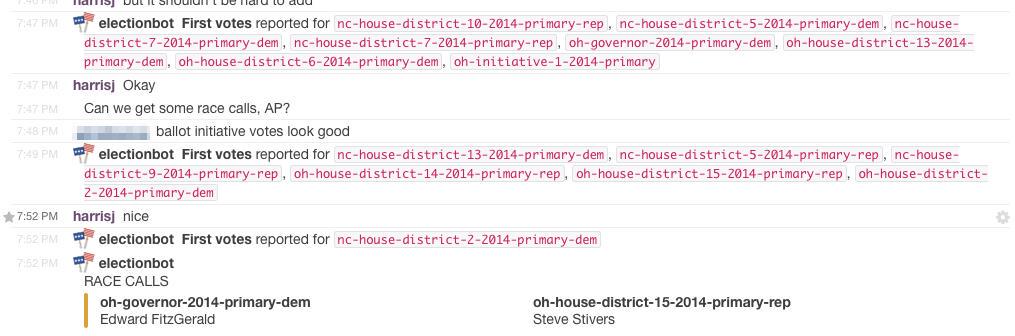 7:46 PM harrisj but it shouldn't be hard to add
7:47 PM electionbot First votes reported for nc-house-district-10-2014-primary-rep, nc-house-district-5-2014-primary-dem, nc-house-
district-7-2014-primary-dem, nc-house-district-7-2014-primary-rep, oh-governor-2014-primary-dem, oh-house-district-13-2014-
primary-dem, oh-house-district-6-2014-primary-dem, oh-initiative-1-2014-primary
7:47 PM harrisj Okay
7:47 PM Can we get some race calls, AP?
7:48 PM ballot initiative votes look good
7:49 PM electionbot First votes reported for nc-house-district-13-2014-primary-dem, nc-house-district-5-2014-primary-rep, nc-house-
district-9-2014-primary-rep, oh-house-district-14-2014-primary-rep, oh-house-district-15-2014-primary-rep, oh-house-district-
2-2014-primary-dem
7:52 PM harrisj nice
7:52 PM electionbot First votes reported for nc-house-district-2-2014-primary-dem
7:52 PM electionbot
RACE CALLS
oh-governor-2014-primary-dem oh-house-district-15-2014-primary-rep
Edward FitzGerald Steve Stivers